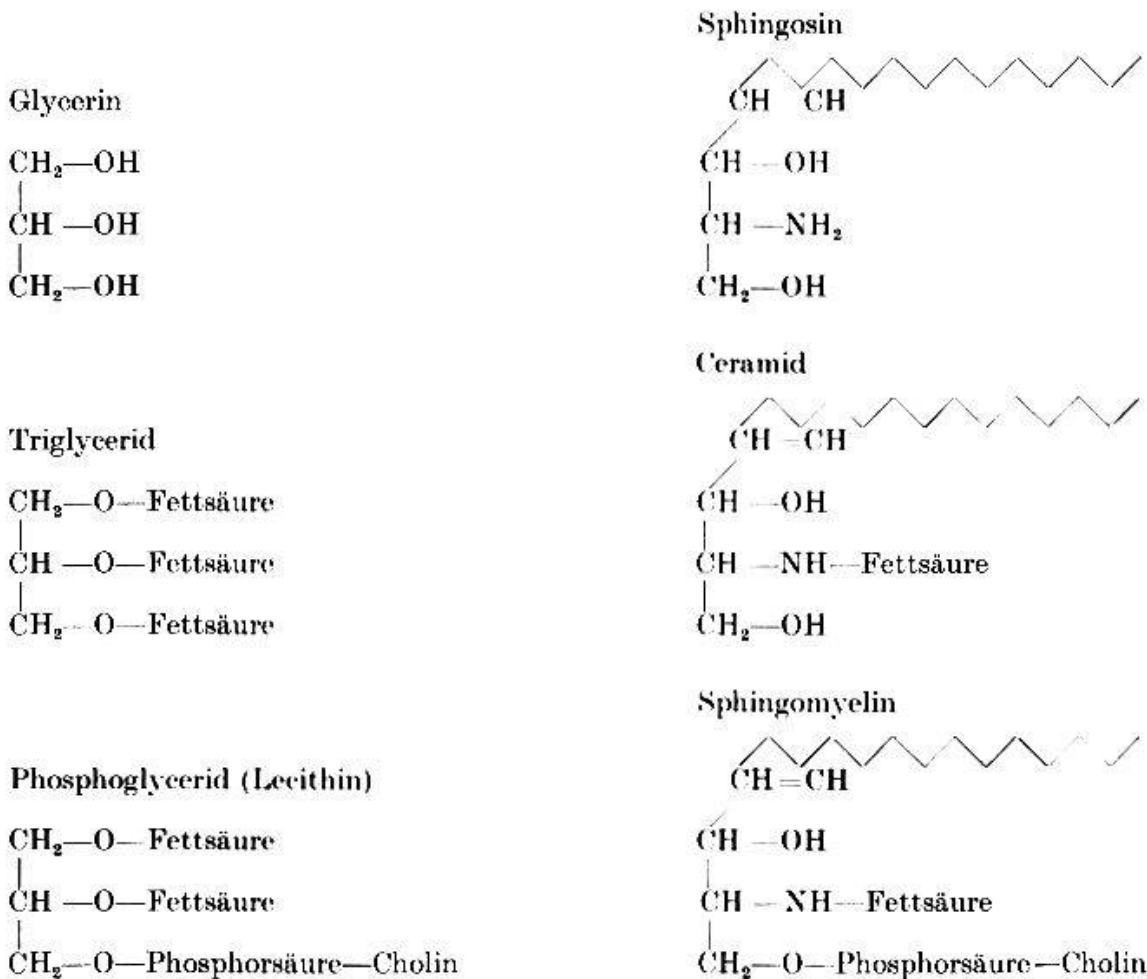 Sphingosin
Glycerin
CH CH
CH₂—OH
CH—OH
CH—OH
CH—NH₂
CH₂—OH
CH₂—OH
Ceramid
Triglycerid
CH=CH
CH₂—O—Fettsäure
CH—OH
CH—O—Fettsäure
CH—NH—Fettsäure
CH₂—O—Fettsäure
CH₂—OH
Sphingomyelin
Phosphoglycerid (Lecithin)
CH=CH
CH₂—O—Fettsäure
CH—OH
CH—O—Fettsäure
CH—NH—Fettsäure
CH₂—O—Phosphorsäure—Cholin
CH₂—O—Phosphorsäure—Cholin